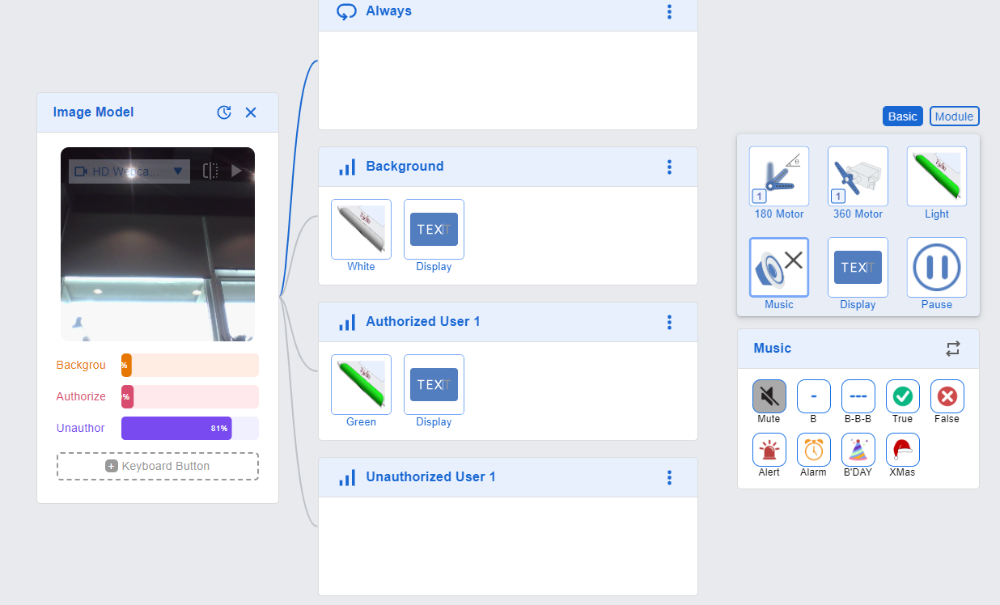 Always
Image Model
HD Webca...
Backgrou
%
Authorize
%
Unauthor
81%
Keyboard Button
Background
TEXT
White
Display
Authorized User 1
TEXT
Green
Display
Unauthorized User 1
Basic
Module
θ
1
1
180 Motor
360 Motor
Light
TEXT
Music
Display
Pause
Music
Mute
B
B-B-B
True
False
Alert
Alarm
B'DAY
XMas